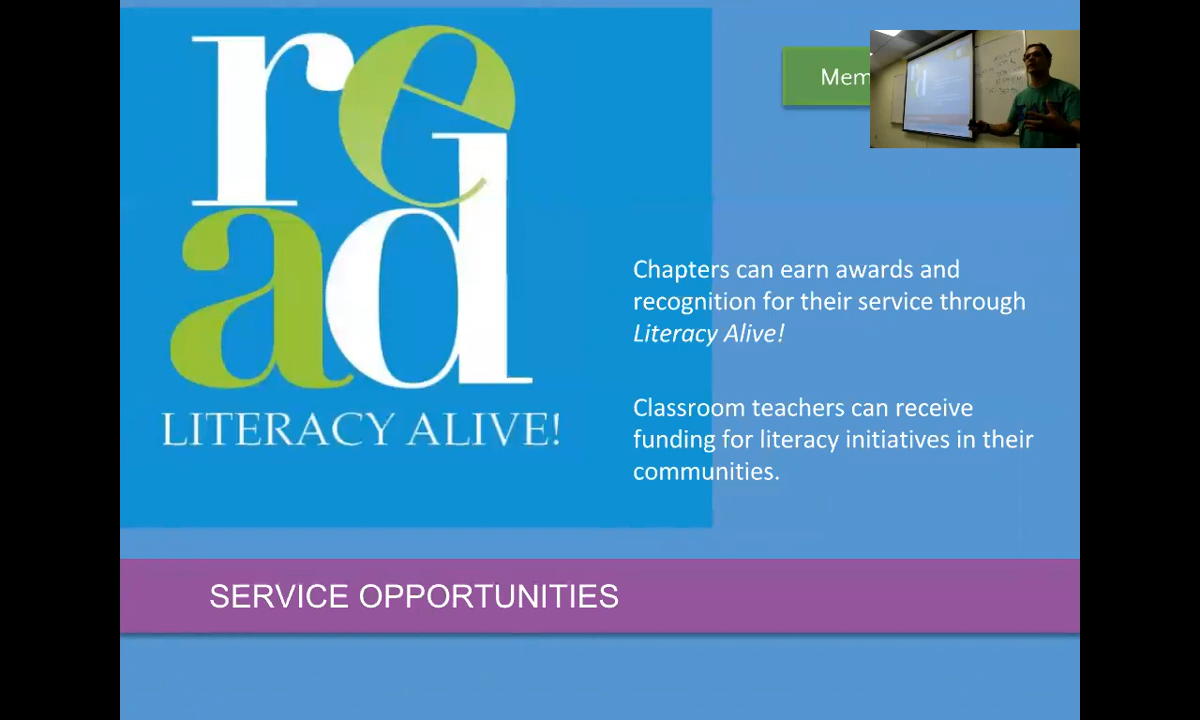 read
LITERACY ALIVE!
Chapters can earn awards and
recognition for their service through
Literacy Alive!
Classroom teachers can receive
funding for literacy initiatives in their
communities.
SERVICE OPPORTUNITIES